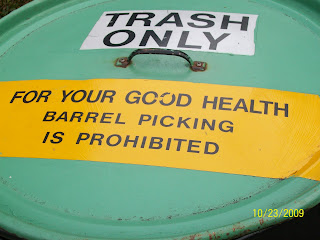 TRASH
ONLY
FOR YOUR GOOD HEALTH
BARREL PICKING
IS PROHIBITED
10/23/2009